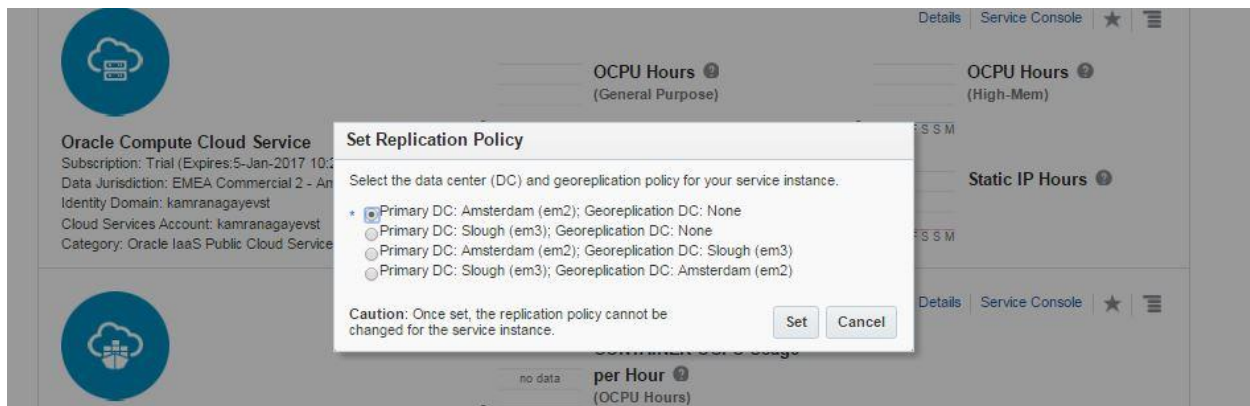 Details Service Console
OCPU Hours
(General Purpose)
OCPU Hours
(High-Mem)
Oracle Compute Cloud Service
Subscription: Trial (Expires:5-Jan-2017 10:2
Data Jurisdiction: EMEA Commercial 2 - Am
Identity Domain: kamranagayevst
Cloud Services Account: kamranagayevst
Category: Oracle IaaS Public Cloud Service
S S M
Static IP Hours
S S M
Set Replication Policy
Select the data center (DC) and georeplication policy for your service instance.
* Primary DC: Amsterdam (em2); Georeplication DC: None
Primary DC: Slough (em3); Georeplication DC: None
Primary DC: Amsterdam (em2); Georeplication DC: Slough (em3)
Primary DC: Slough (em3); Georeplication DC: Amsterdam (em2)
Caution: Once set, the replication policy cannot be
changed for the service instance.
Set Cancel
Details Service Console
no data
per Hour
(OCPU Hours)